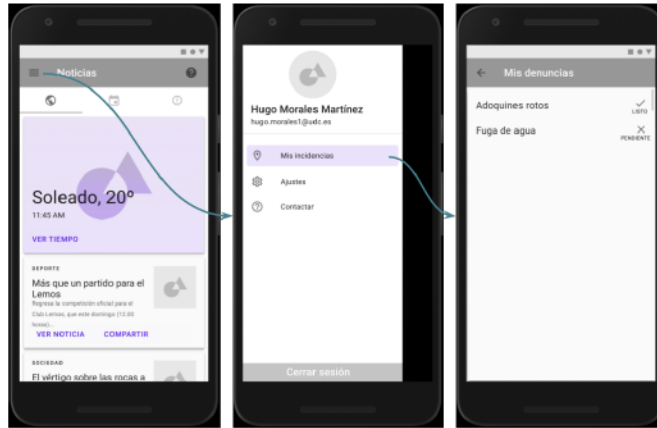 Noticias
Soleado, 20º
11:45 AM
VER TIEMPO
DEPORTE
Más que un partido para el
Lemos
Regresa la competición oficial para el
Club Lemos, que este domingo (12.00
horas)...
VER NOTICIA COMPARTIR
SOCIEDAD
El vértigo sobre las rocas a
Hugo Morales Martínez
hugo.morales1@udc.es
Mis incidencias
Ajustes
Contactar
Cerrar sesión
Mis denuncias
Adoquines rotos
LISTO
Fuga de agua
PENDIENTE